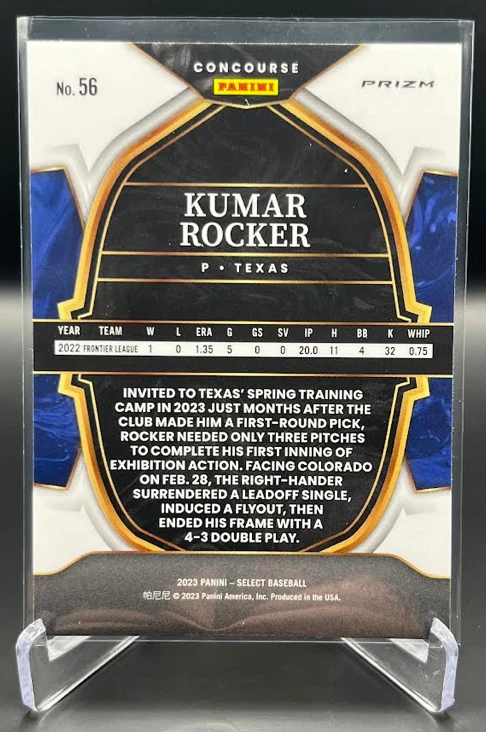 CONCOURSE
No. 56
PANINI
PRIZM
KUMAR
ROCKER
P • TEXAS
YEAR TEAM W L ERA G GS SV IP H BB K WHIP
2022 FRONTIER LEAGUE 1 0 1.35 5 0 0 20.0 11 4 32 0.75
INVITED TO TEXAS' SPRING TRAINING
CAMP IN 2023 JUST MONTHS AFTER THE
CLUB MADE HIM A FIRST-ROUND PICK,
ROCKER NEEDED ONLY THREE PITCHES
TO COMPLETE HIS FIRST INNING OF
EXHIBITION ACTION. FACING COLORADO
ON FEB. 28, THE RIGHT-HANDER
SURRENDERED A LEADOFF SINGLE,
INDUCED A FLYOUT, THEN
ENDED HIS FRAME WITH A
4-3 DOUBLE PLAY.
2023 PANINI – SELECT BASEBALL
帕尼尼 © 2023 Panini America, Inc. Produced in the USA.